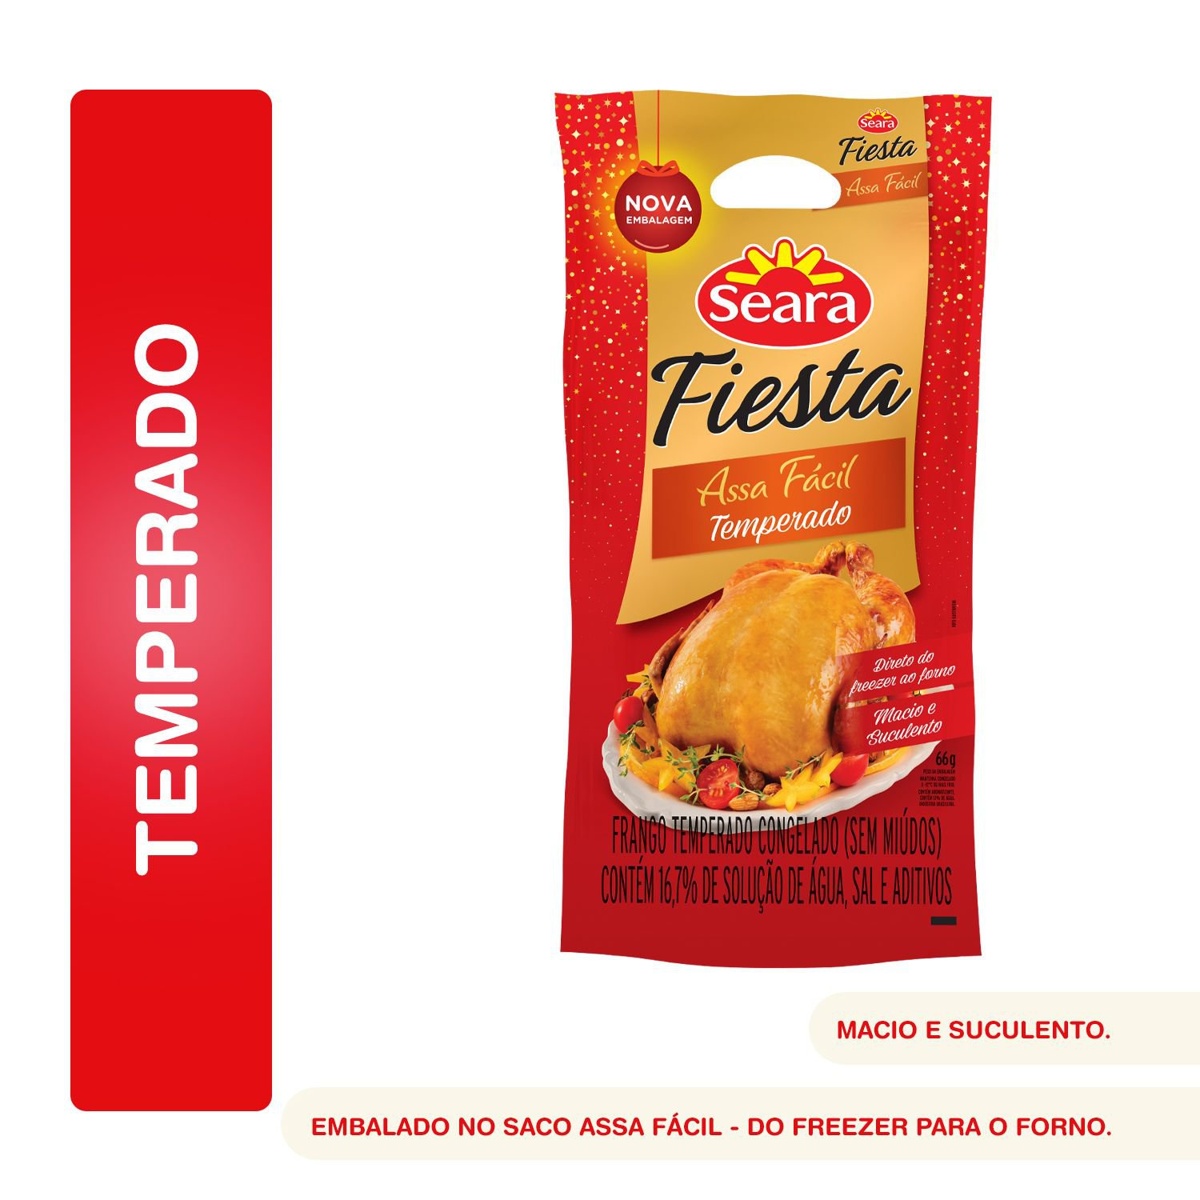 TEMPERADO
Seara
Fiesta
Assa Fácil
NOVA
EMBALAGEM
Seara
Fiesta
Assa Fácil
Temperado
Direto do
freezer ao forno
Macio e
Suculento
66g
FRANGO TEMPERADO CONGELADO (SEM MIÚDOS)
CONTÉM 16,7% DE SOLUÇÃO DE ÁGUA, SAL E ADITIVOS
MACIO E SUCULENTO.
EMBALADO NO SACO ASSA FÁCIL - DO FREEZER PARA O FORNO.